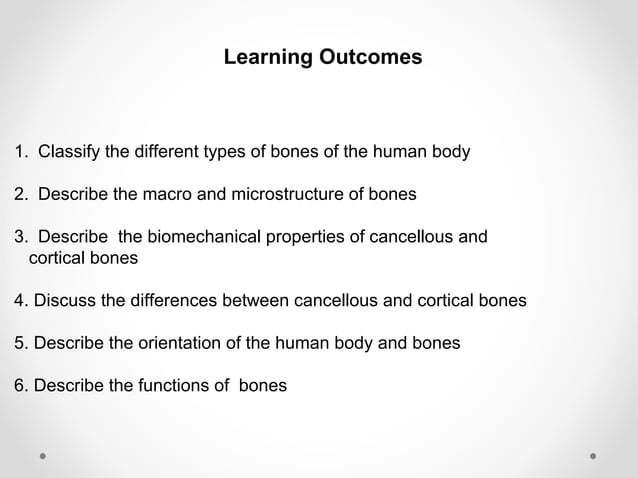 Learning Outcomes
1. Classify the different types of bones of the human body
2. Describe the macro and microstructure of bones
3. Describe the biomechanical properties of cancellous and
cortical bones
4. Discuss the differences between cancellous and cortical bones
5. Describe the orientation of the human body and bones
6. Describe the functions of bones